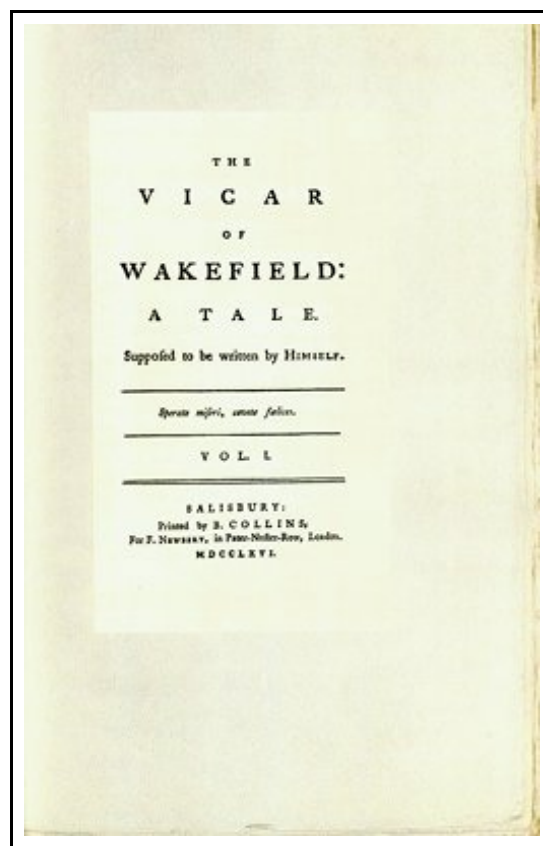 THE
VICAR
OF
WAKEFIELD:
A TALE.
Suppoſed to be written by HIMSELF.
Sperate miſeri, cavete fælices.
VOL. I.
SALISBURY:
Printed by B. COLLINS,
For F. NEWBERY, in Pater-Noſter-Row, London.
MDCCLXVI.